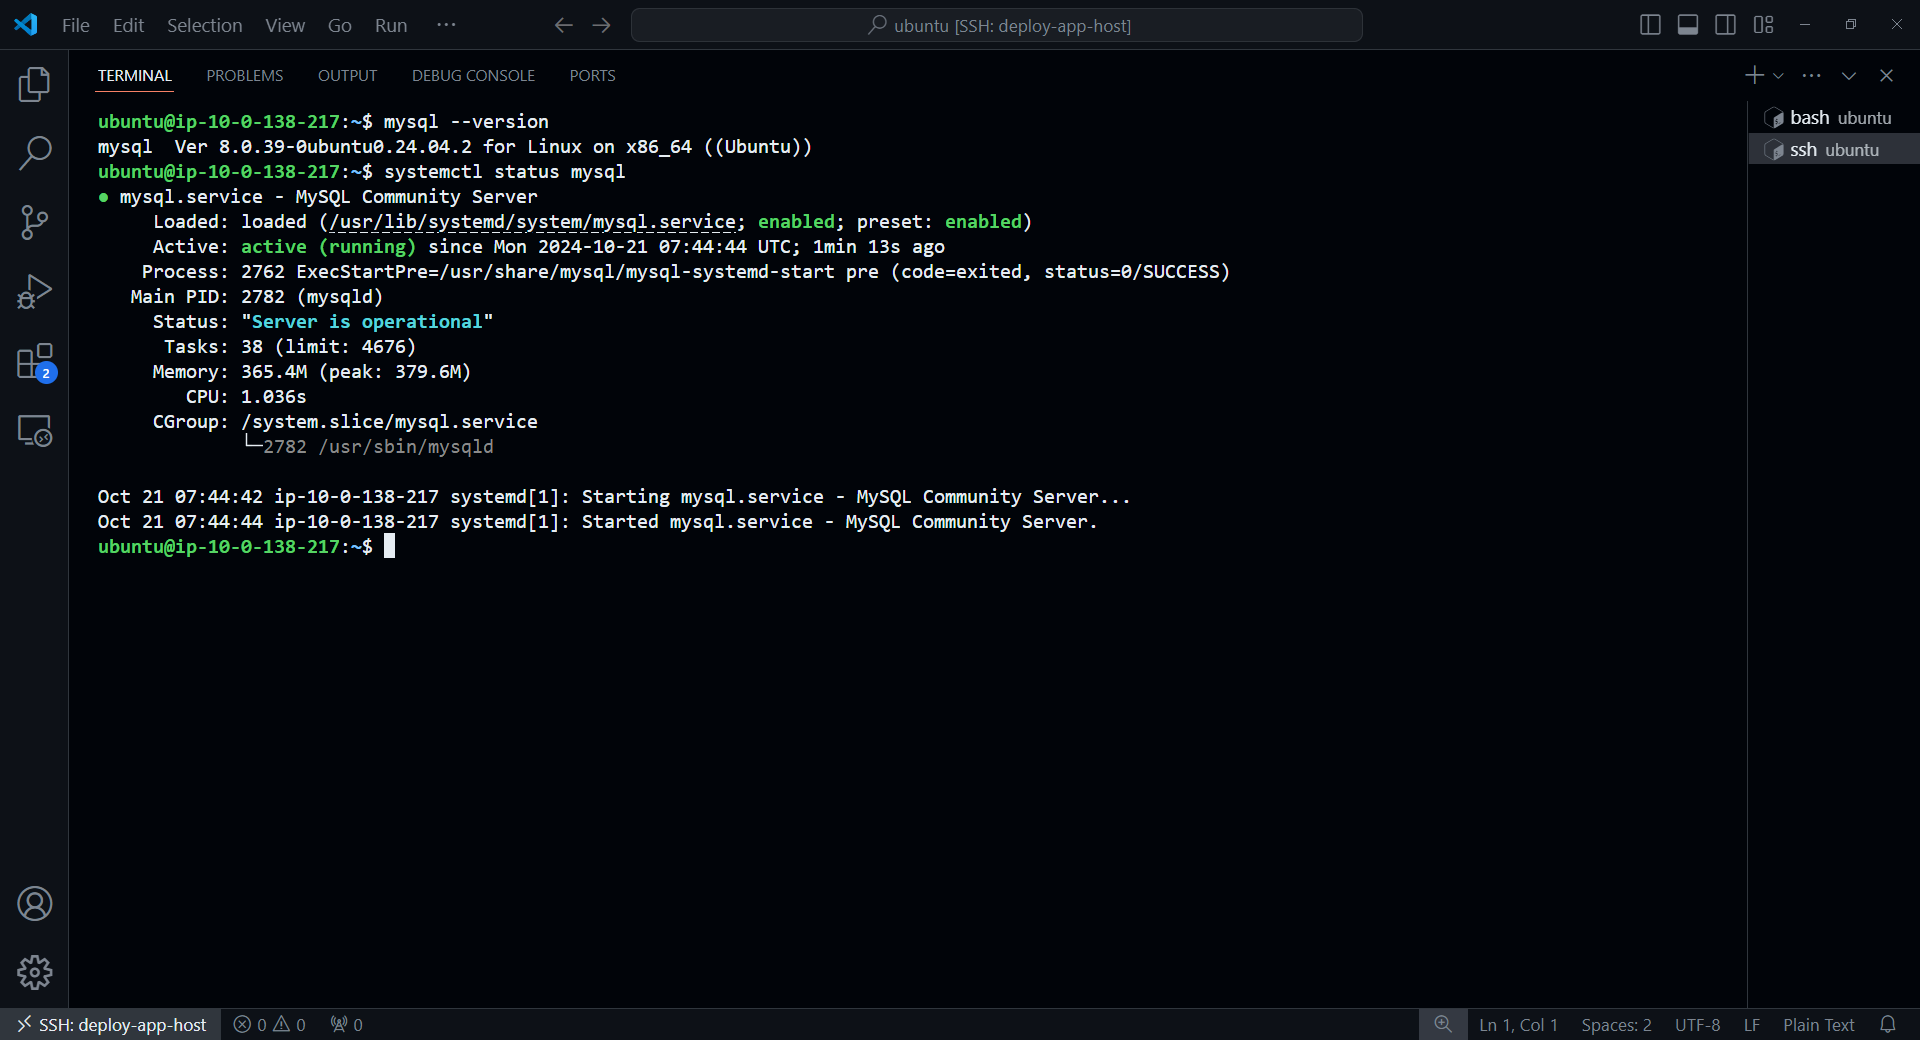 File Edit Selection View Go Run ···
ubuntu [SSH: deploy-app-host]
TERMINAL PROBLEMS OUTPUT DEBUG CONSOLE PORTS
ubuntu@ip-10-0-138-217:~$ mysql --version
mysql  Ver 8.0.39-0ubuntu0.24.04.2 for Linux on x86_64 ((Ubuntu))
ubuntu@ip-10-0-138-217:~$ systemctl status mysql
● mysql.service - MySQL Community Server
     Loaded: loaded (/usr/lib/systemd/system/mysql.service; enabled; preset: enabled)
     Active: active (running) since Mon 2024-10-21 07:44:44 UTC; 1min 13s ago
    Process: 2762 ExecStartPre=/usr/share/mysql/mysql-systemd-start pre (code=exited, status=0/SUCCESS)
   Main PID: 2782 (mysqld)
     Status: "Server is operational"
      Tasks: 38 (limit: 4676)
     Memory: 365.4M (peak: 379.6M)
        CPU: 1.036s
     CGroup: /system.slice/mysql.service
             └─2782 /usr/sbin/mysqld
Oct 21 07:44:42 ip-10-0-138-217 systemd[1]: Starting mysql.service - MySQL Community Server...
Oct 21 07:44:44 ip-10-0-138-217 systemd[1]: Started mysql.service - MySQL Community Server.
ubuntu@ip-10-0-138-217:~$
bash ubuntu
ssh ubuntu
2
SSH: deploy-app-host 0 0 0 Ln 1, Col 1 Spaces: 2 UTF-8 LF Plain Text